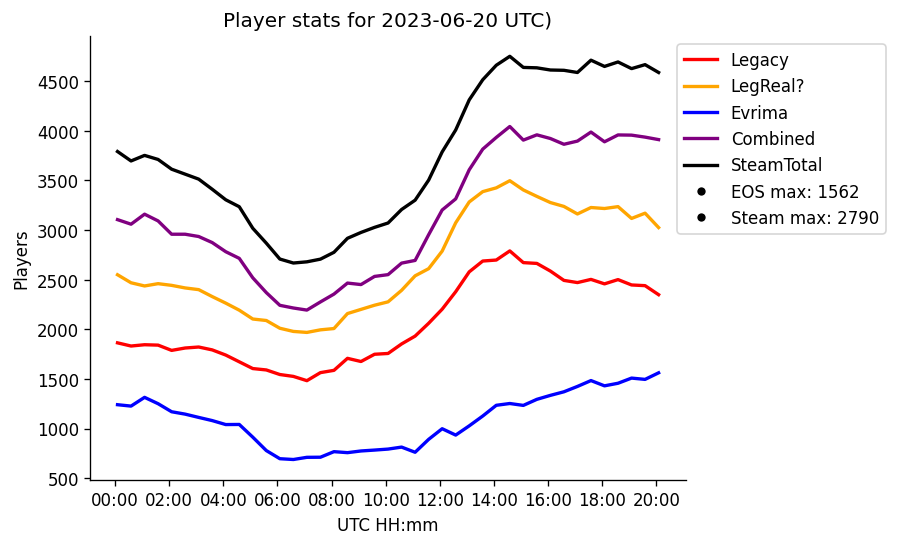 Player stats for 2023-06-20 UTC)
Players
4500
4000
3500
3000
2500
2000
1500
1000
500
00:00 02:00 04:00 06:00 08:00 10:00 12:00 14:00 16:00 18:00 20:00
UTC HH:mm
Legacy
LegReal?
Evrima
Combined
SteamTotal
EOS max: 1562
Steam max: 2790